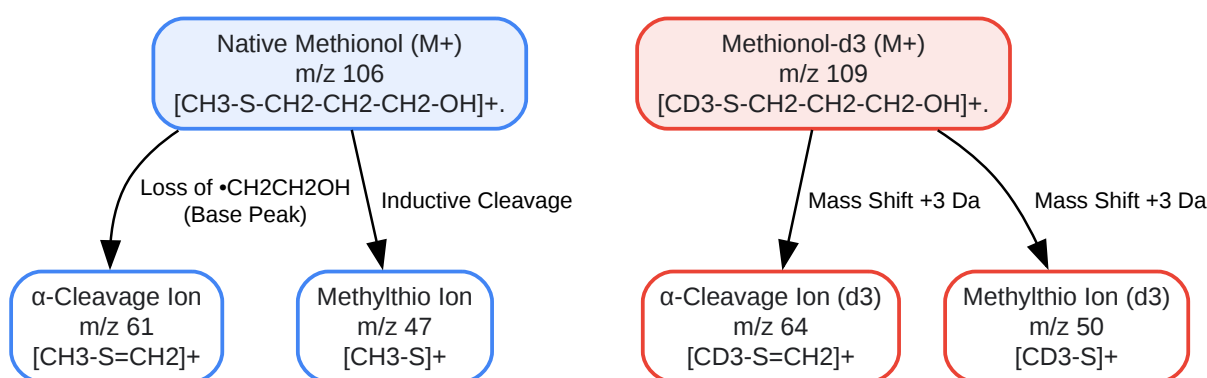 Native Methionol (M+)
m/z 106
[CH3-S-CH2-CH2-CH2-OH]+.
Methionol-d3 (M+)
m/z 109
[CD3-S-CH2-CH2-CH2-OH]+.
Loss of •CH2CH2OH
(Base Peak)
Inductive Cleavage
Mass Shift +3 Da
Mass Shift +3 Da
α-Cleavage Ion
m/z 61
[CH3-S=CH2]+
Methylthio Ion
m/z 47
[CH3-S]+
α-Cleavage Ion (d3)
m/z 64
[CD3-S=CH2]+
Methylthio Ion (d3)
m/z 50
[CD3-S]+